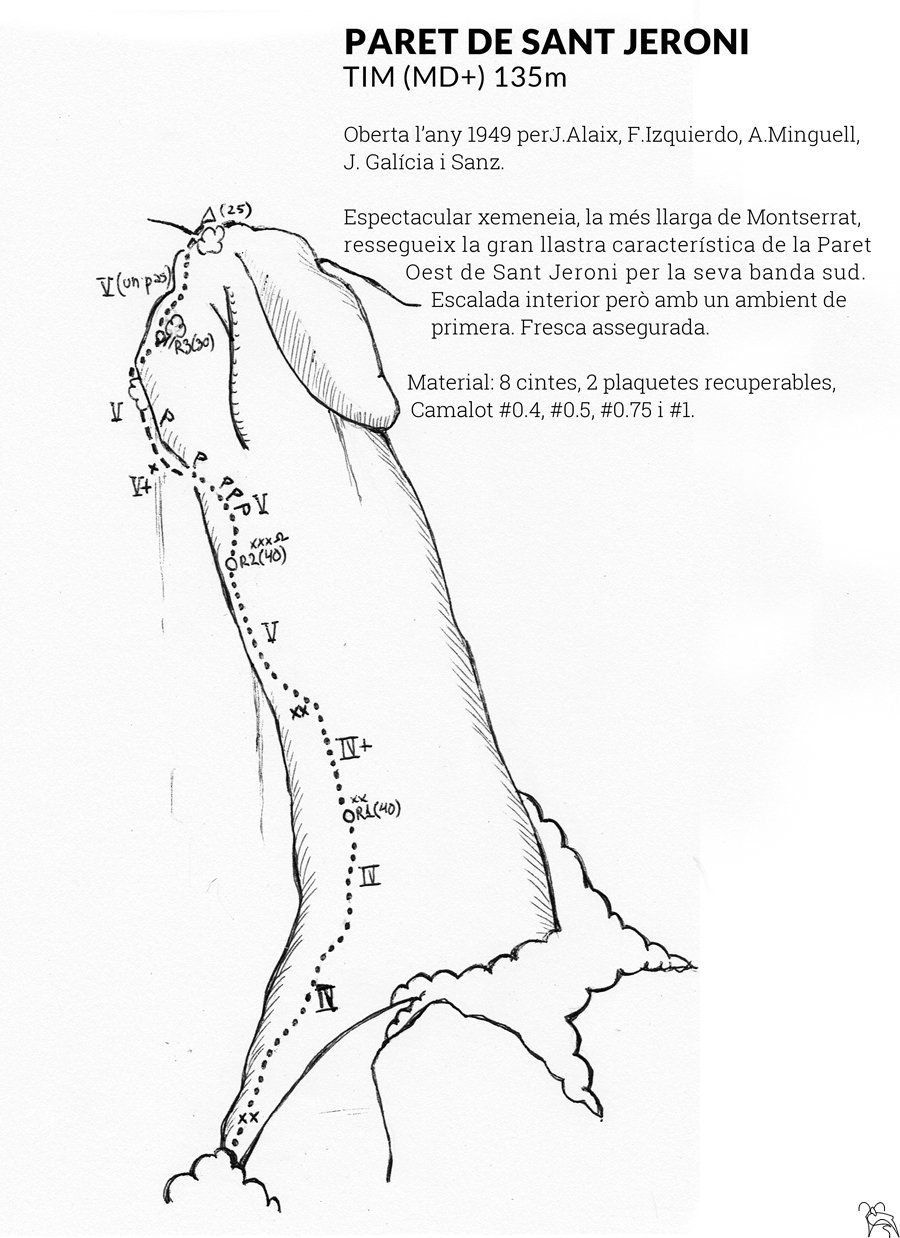 PARET DE SANT JERONI
TIM (MD+) 135m
Oberta l'any 1949 perJ.Alaix, F.Izquierdo, A.Minguell,
J. Galícia i Sanz.
Espectacular xemeneia, la més llarga de Montserrat,
ressegueix la gran llastra característica de la Paret
Oest de Sant Jeroni per la seva banda sud.
Escalada interior però amb un ambient de
primera. Fresca assegurada.
Material: 8 cintes, 2 plaquetes recuperables,
Camalot #0.4, #0.5, #0.75 i #1.
(25)
V (un pas)
R3(30)
V
P
P
V+
x
P
P
P
V
xxx
R2(40)
V
xx
IV+
xx
R1(40)
IV
IV
xx